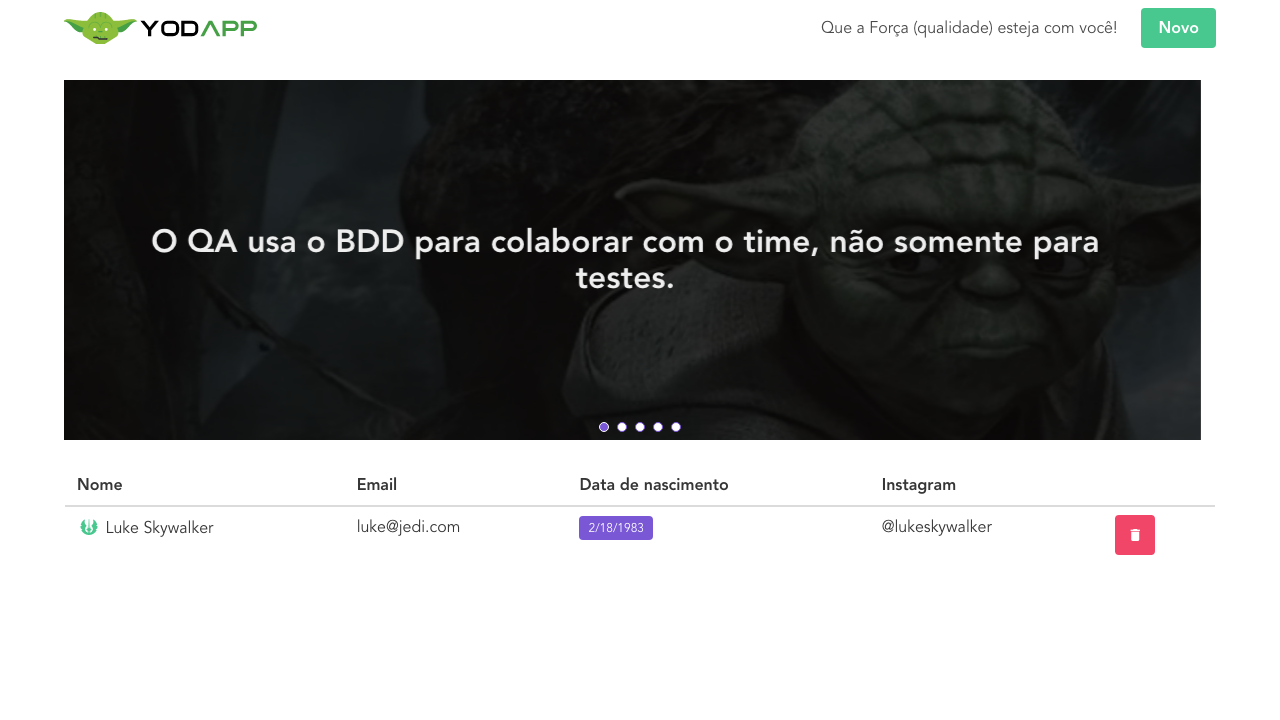 YODAPP
Que a Força (qualidade) esteja com você!
Novo
O QA usa o BDD para colaborar com o time, não somente para
testes.
Nome Email Data de nascimento Instagram
Luke Skywalker luke@jedi.com 2/18/1983 @lukeskywalker